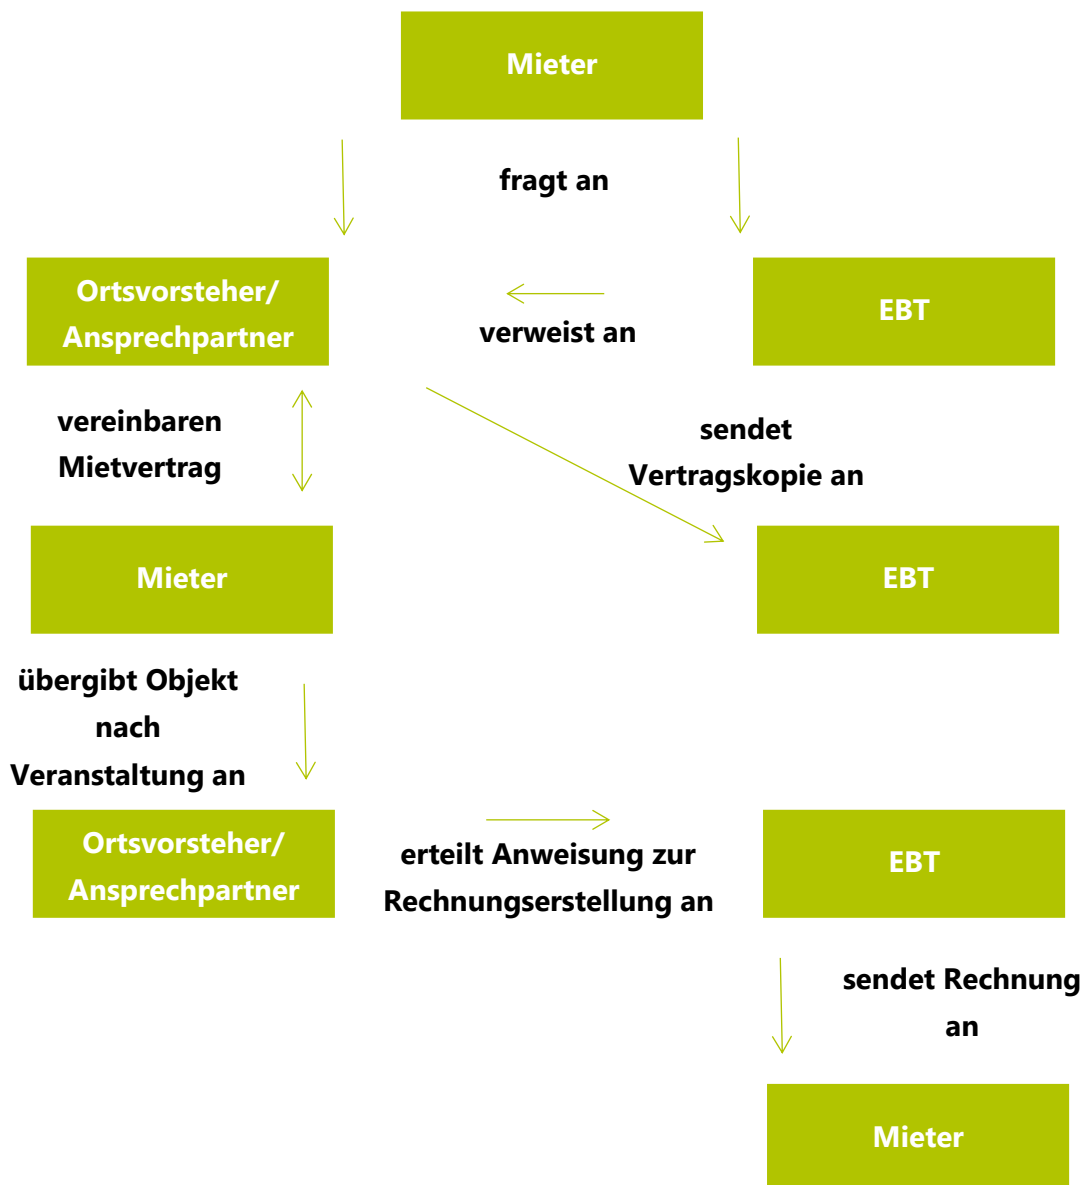 Mieter
fragt an
Ortsvorsteher/
Ansprechpartner
verweist an
EBT
vereinbaren
Mietvertrag
sendet
Vertragskopie an
Mieter
EBT
übergibt Objekt
nach
Veranstaltung an
Ortsvorsteher/
Ansprechpartner
erteilt Anweisung zur
Rechnungserstellung an
EBT
sendet Rechnung
an
Mieter